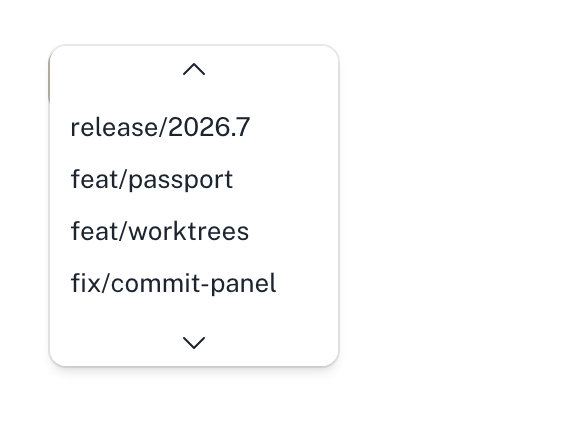 release/2026.7
feat/passport
feat/worktrees
fix/commit-panel